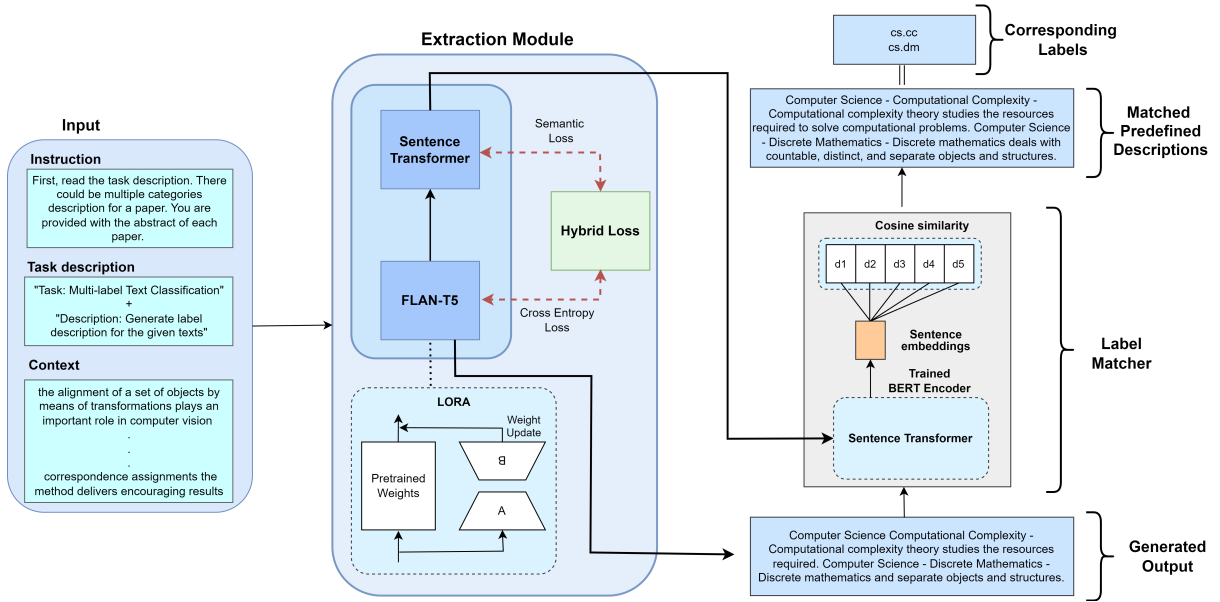 Input
Instruction
First, read the task description. There
could be multiple categories
description for a paper. You are
provided with the abstract of each
paper.
Task description
"Task: Multi-label Text Classification"
+
"Description: Generate label
description for the given texts"
Context
the alignment of a set of objects by
means of transformations plays an
important role in computer vision
.
.
.
correspondence assignments the
method delivers encouraging results
Extraction Module
Sentence
Transformer
Semantic
Loss
Hybrid Loss
FLAN-T5
Cross Entropy
Loss
LORA
Weight
Update
Pretrained
Weights
B
A
cs.cc
cs.dm
Corresponding
Labels
Computer Science - Computational Complexity -
Computational complexity theory studies the resources
required to solve computational problems. Computer Science
- Discrete Mathematics - Discrete mathematics deals with
countable, distinct, and separate objects and structures.
Matched
Predefined
Descriptions
Cosine similarity
d1 d2 d3 d4 d5
Sentence
embeddings
Trained
BERT Encoder
Sentence Transformer
Label
Matcher
Computer Science Computational Complexity -
Computational complexity theory studies the resources
required. Computer Science - Discrete Mathematics -
Discrete mathematics and separate objects and structures.
Generated
Output